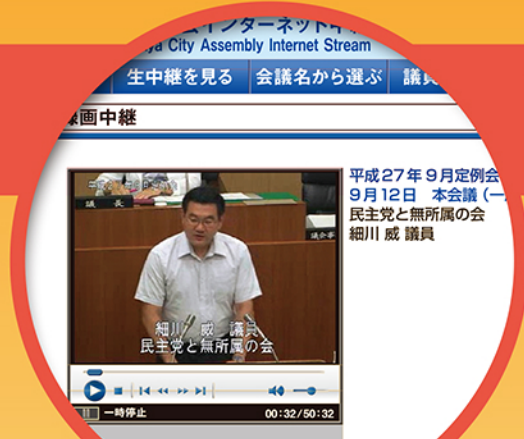 インターネット
ya City Assembly Internet Stream
生中継を見る 会議名から選ぶ 議員
録画中継
平成27年9月定例会
9月12日 本会議(一
民主党と無所属の会
細川 威 議員
議 長
細川 威 議員
民主党と無所属の会
一時停止 00:32/50:32